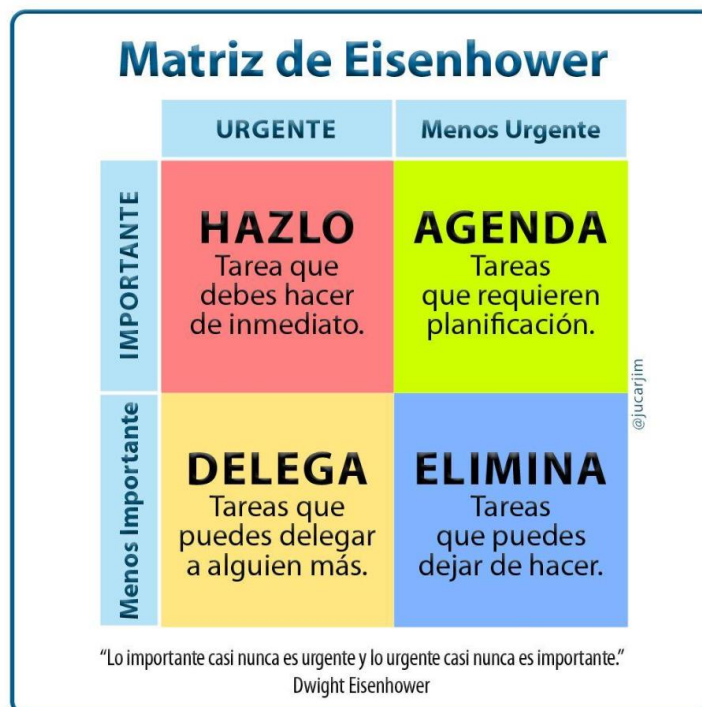 Matriz de Eisenhower
URGENTE
Menos Urgente
IMPORTANTE
HAZLO
Tarea que
debes hacer
de inmediato.
AGENDA
Tareas
que requieren
planificación.
Menos Importante
DELEGA
Tareas que
puedes delegar
a alguien más.
ELIMINA
Tareas
que puedes
dejar de hacer.
@jucarjim
“Lo importante casi nunca es urgente y lo urgente casi nunca es importante.”
Dwight Eisenhower